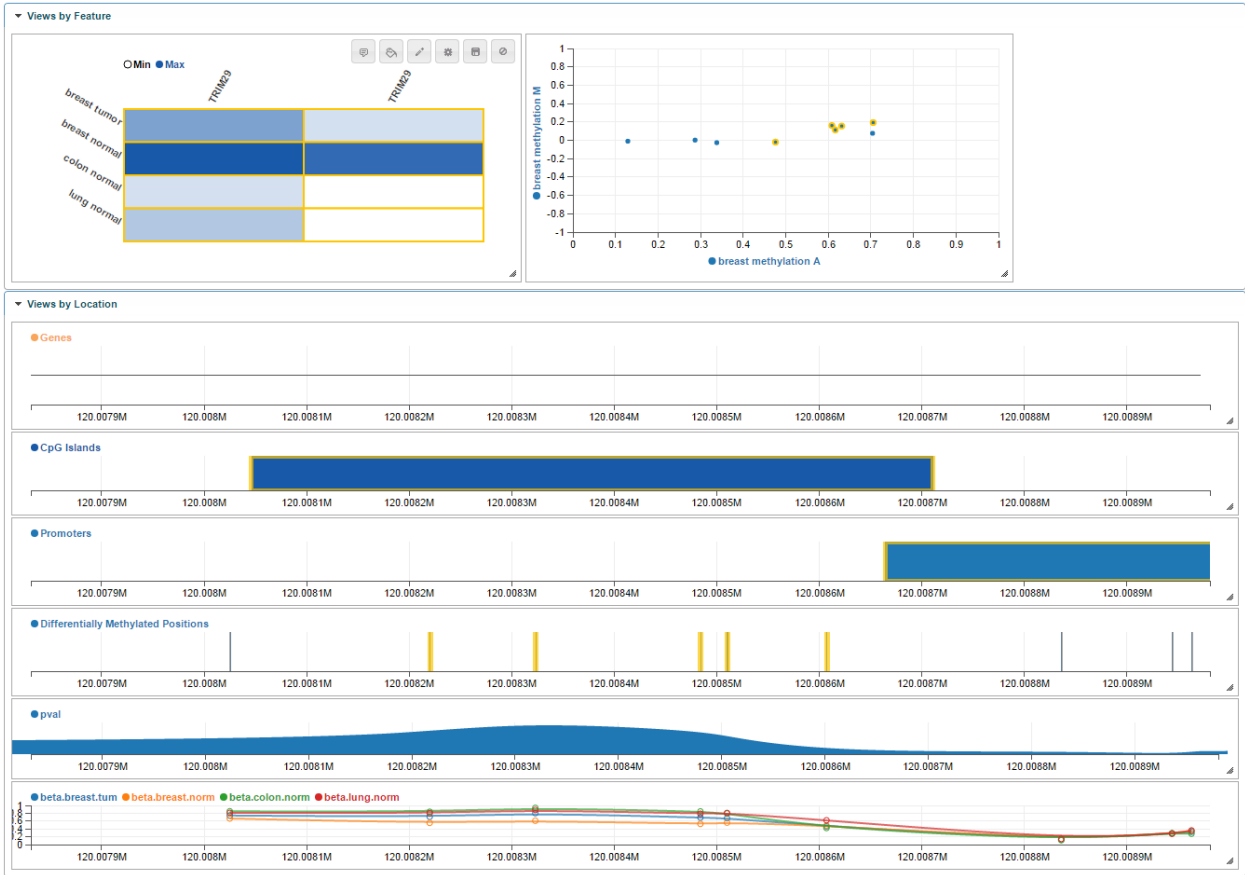 Views by Feature
Min Max
TRIM29 TRIM29
breast tumor
breast normal
colon normal
lung normal
breast methylation M
1
0.8
0.6
0.4
0.2
0
-0.2
-0.4
-0.6
-0.8
-1
0 0.1 0.2 0.3 0.4 0.5 0.6 0.7 0.8 0.9 1
breast methylation A
Views by Location
Genes
120.0079M 120.008M 120.0081M 120.0082M 120.0083M 120.0084M 120.0085M 120.0086M 120.0087M 120.0088M 120.0089M
CpG Islands
120.0079M 120.008M 120.0081M 120.0082M 120.0083M 120.0084M 120.0085M 120.0086M 120.0087M 120.0088M 120.0089M
Promoters
120.0079M 120.008M 120.0081M 120.0082M 120.0083M 120.0084M 120.0085M 120.0086M 120.0087M 120.0088M 120.0089M
Differentially Methylated Positions
120.0079M 120.008M 120.0081M 120.0082M 120.0083M 120.0084M 120.0085M 120.0086M 120.0087M 120.0088M 120.0089M
pval
120.0079M 120.008M 120.0081M 120.0082M 120.0083M 120.0084M 120.0085M 120.0086M 120.0087M 120.0088M 120.0089M
beta.breast.tum beta.breast.norm beta.colon.norm beta.lung.norm
1
0
120.0079M 120.008M 120.0081M 120.0082M 120.0083M 120.0084M 120.0085M 120.0086M 120.0087M 120.0088M 120.0089M